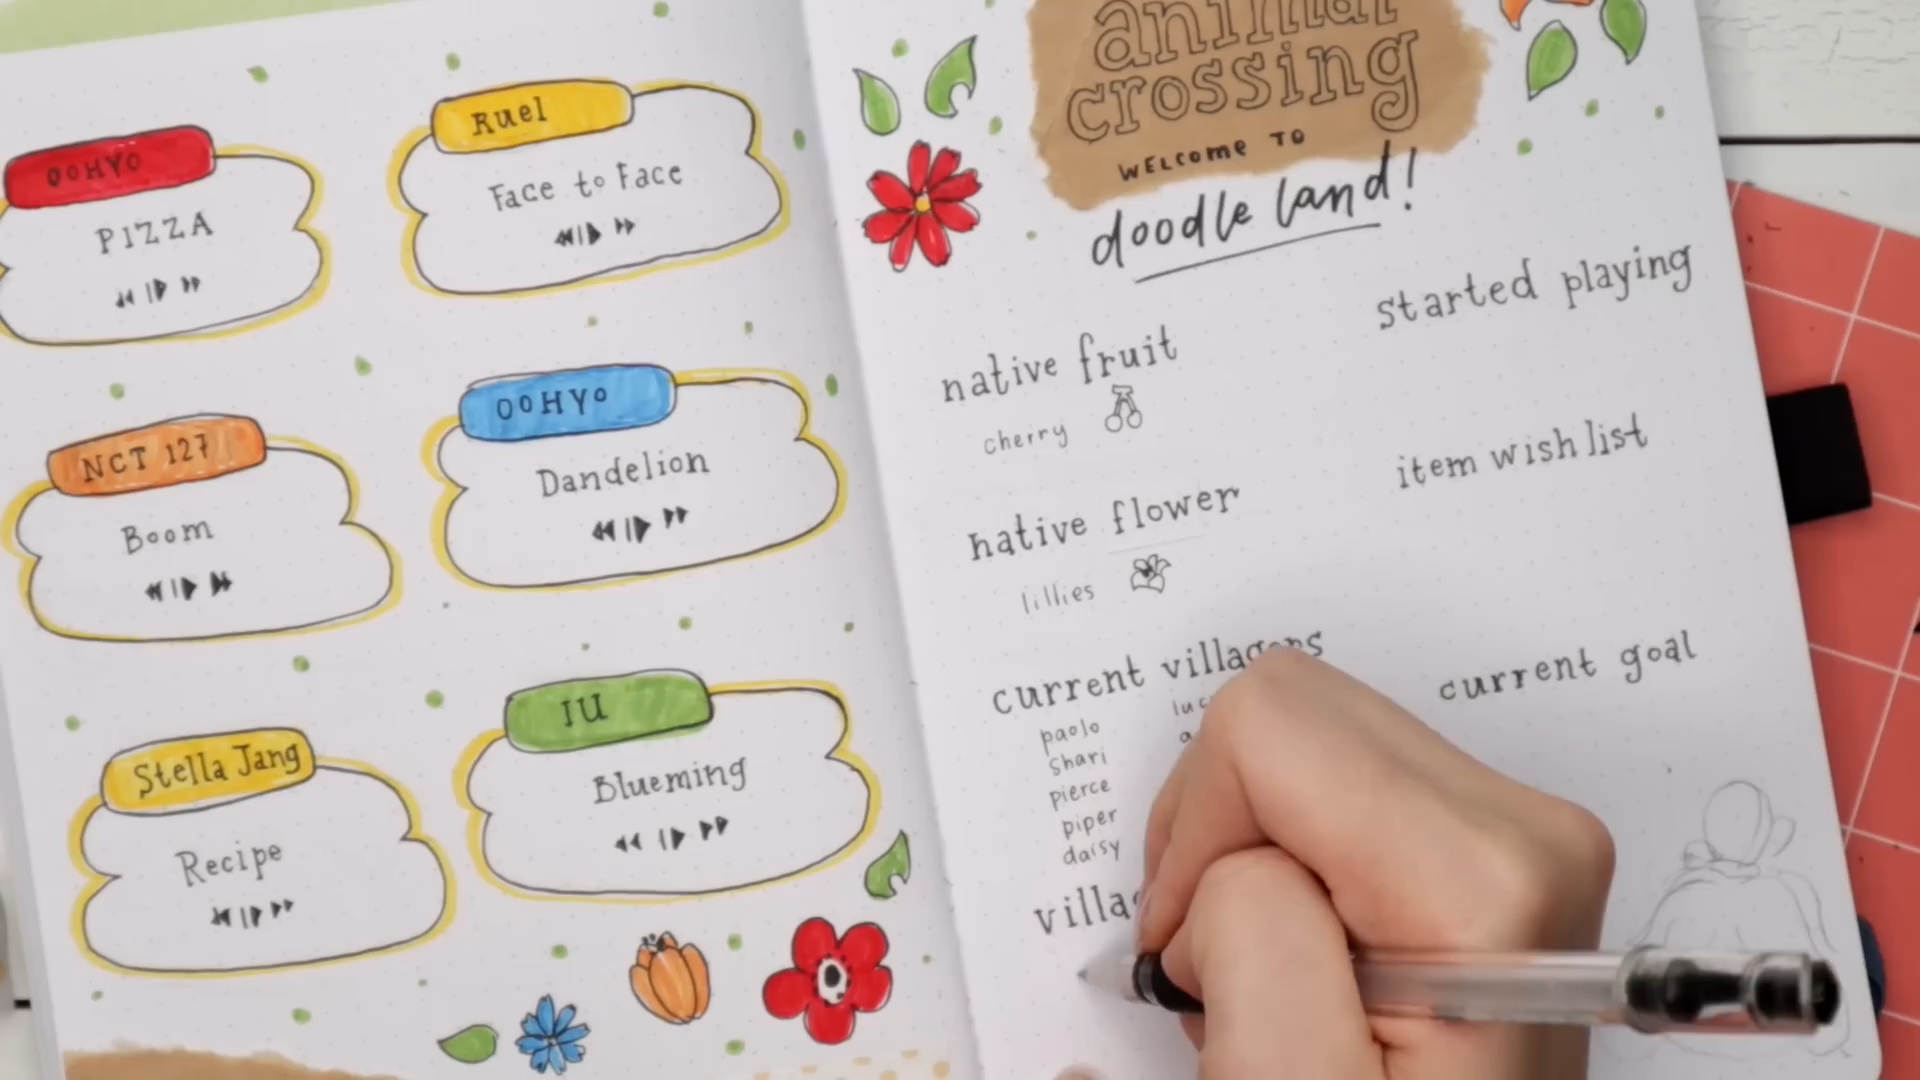 OOHYO
PIZZA
Ruel
Face to Face
NCT 127
Boom
OOHYO
Dandelion
Stella Jang
Recipe
IU
Blueming
animal
crossing
WELCOME TO
doodle land!
native fruit
cherry
native flower
lillies
current villagers
paolo
shari
pierce
piper
daisy
started playing
item wish list
current goal